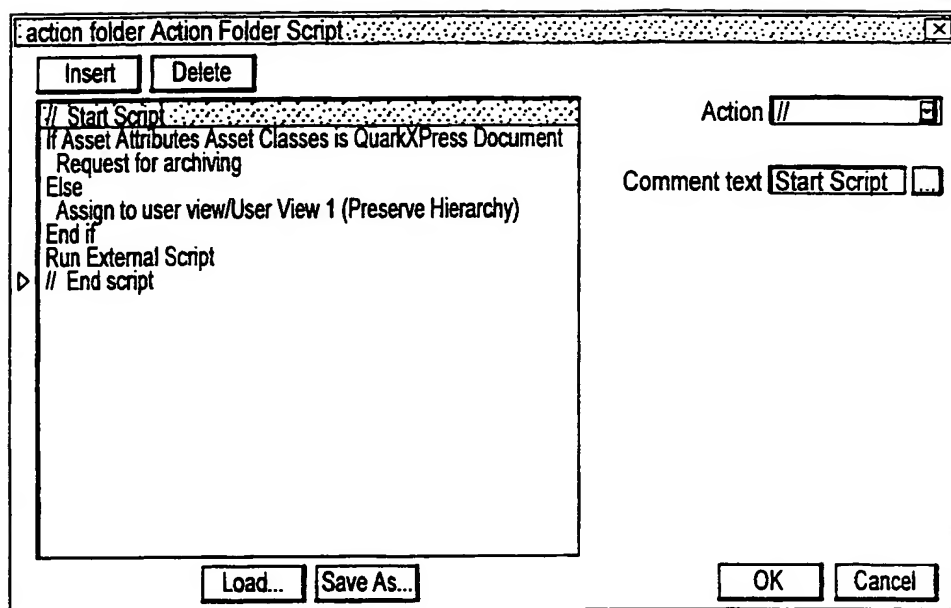 action folder Action Folder Script
Insert Delete
// Start Script
If Asset Attributes Asset Classes is QuarkXPress Document
Request for archiving
Else
Assign to user view/User View 1 (Preserve Hierarchy)
End if
Run External Script
// End script
Action //
Comment text Start Script ...
Load... Save As...
OK Cancel